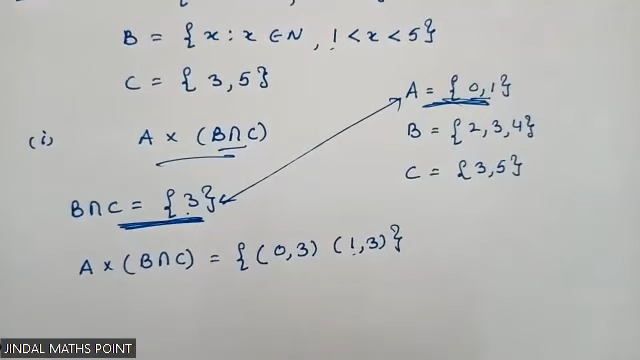 B = { x : x ∈ N , 1 < x < 5 }
C = { 3, 5 }
A = { 0, 1 }
B = { 2, 3, 4 }
C = { 3, 5 }
(i) A × (B∩C)
B∩C = { 3 }
A × (B∩C) = { (0, 3) (1, 3) }
JINDAL MATHS POINT